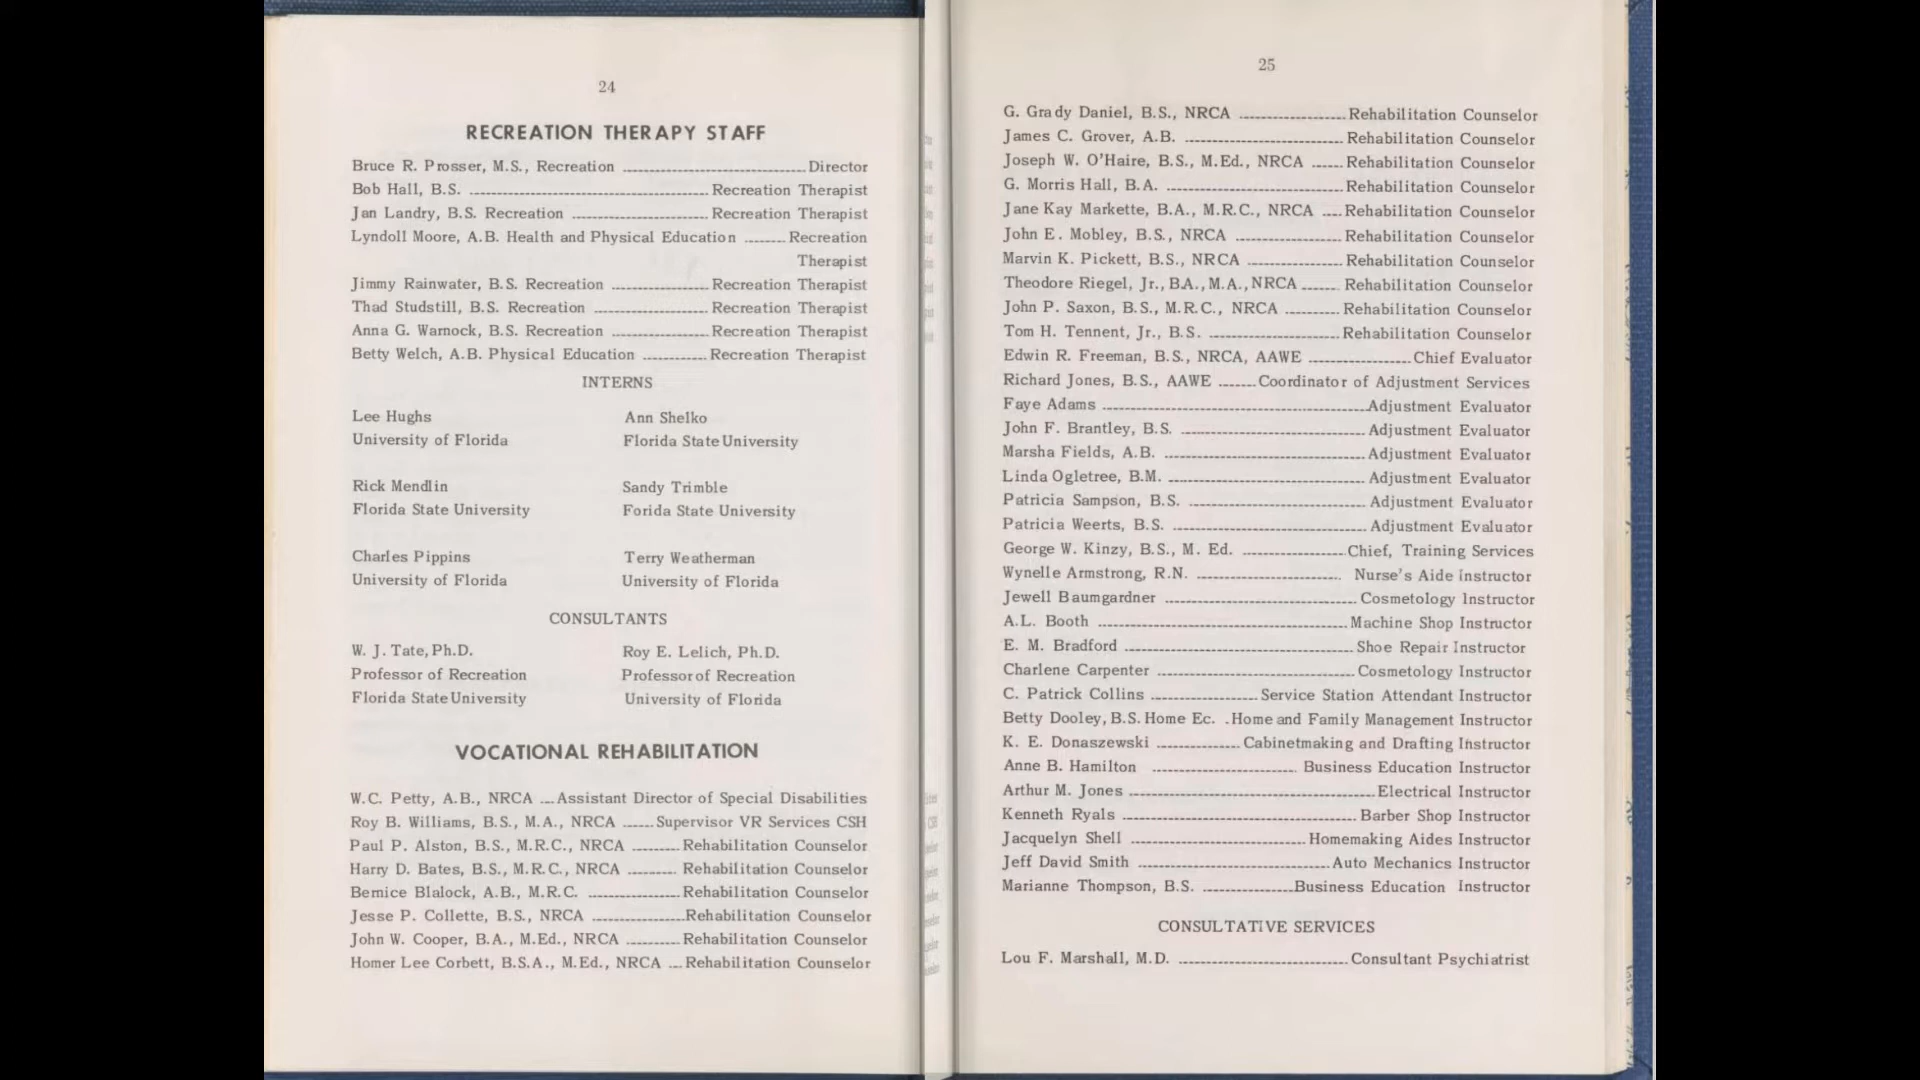 24
RECREATION THERAPY STAFF
Bruce R. Prosser, M.S., Recreation ........ Director
Bob Hall, B.S. ........ Recreation Therapist
Jan Landry, B.S. Recreation ........ Recreation Therapist
Lyndoll Moore, A.B. Health and Physical Education ........ Recreation
Therapist
Jimmy Rainwater, B.S. Recreation ........ Recreation Therapist
Thad Studstill, B.S. Recreation ........ Recreation Therapist
Anna G. Warnock, B.S. Recreation ........ Recreation Therapist
Betty Welch, A.B. Physical Education ........ Recreation Therapist
INTERNS
Lee Hughs Ann Shelko
University of Florida Florida State University
Rick Mendlin Sandy Trimble
Florida State University Forida State University
Charles Pippins Terry Weatherman
University of Florida University of Florida
CONSULTANTS
W. J. Tate, Ph.D. Roy E. Lelich, Ph.D.
Professor of Recreation Professor of Recreation
Florida State University University of Florida
VOCATIONAL REHABILITATION
W.C. Petty, A.B., NRCA ... Assistant Director of Special Disabilities
Roy B. Williams, B.S., M.A., NRCA ...... Supervisor VR Services CSH
Paul P. Alston, B.S., M.R.C., NRCA ........ Rehabilitation Counselor
Harry D. Bates, B.S., M.R.C., NRCA ........ Rehabilitation Counselor
Bernice Blalock, A.B., M.R.C. ........ Rehabilitation Counselor
Jesse P. Collette, B.S., NRCA ........ Rehabilitation Counselor
John W. Cooper, B.A., M.Ed., NRCA ........ Rehabilitation Counselor
Homer Lee Corbett, B.S.A., M.Ed., NRCA ... Rehabilitation Counselor
25
G. Grady Daniel, B.S., NRCA ........ Rehabilitation Counselor
James C. Grover, A.B. ........ Rehabilitation Counselor
Joseph W. O'Haire, B.S., M.Ed., NRCA ...... Rehabilitation Counselor
G. Morris Hall, B.A. ........ Rehabilitation Counselor
Jane Kay Markette, B.A., M.R.C., NRCA .... Rehabilitation Counselor
John E. Mobley, B.S., NRCA ........ Rehabilitation Counselor
Marvin K. Pickett, B.S., NRCA ........ Rehabilitation Counselor
Theodore Riegel, Jr., B.A., M.A., NRCA ...... Rehabilitation Counselor
John P. Saxon, B.S., M.R.C., NRCA ........ Rehabilitation Counselor
Tom H. Tennent, Jr., B.S. ........ Rehabilitation Counselor
Edwin R. Freeman, B.S., NRCA, AAWE ........ Chief Evaluator
Richard Jones, B.S., AAWE ...... Coordinator of Adjustment Services
Faye Adams ........ Adjustment Evaluator
John F. Brantley, B.S. ........ Adjustment Evaluator
Marsha Fields, A.B. ........ Adjustment Evaluator
Linda Ogletree, B.M. ........ Adjustment Evaluator
Patricia Sampson, B.S. ........ Adjustment Evaluator
Patricia Weerts, B.S. ........ Adjustment Evaluator
George W. Kinzy, B.S., M. Ed. ........ Chief, Training Services
Wynelle Armstrong, R.N. ........ Nurse's Aide Instructor
Jewell Baumgardner ........ Cosmetology Instructor
A.L. Booth ........ Machine Shop Instructor
E. M. Bradford ........ Shoe Repair Instructor
Charlene Carpenter ........ Cosmetology Instructor
C. Patrick Collins ........ Service Station Attendant Instructor
Betty Dooley, B.S. Home Ec. . Home and Family Management Instructor
K. E. Donaszewski ........ Cabinetmaking and Drafting Instructor
Anne B. Hamilton ........ Business Education Instructor
Arthur M. Jones ........ Electrical Instructor
Kenneth Ryals ........ Barber Shop Instructor
Jacquelyn Shell ........ Homemaking Aides Instructor
Jeff David Smith ........ Auto Mechanics Instructor
Marianne Thompson, B.S. ........ Business Education Instructor
CONSULTATIVE SERVICES
Lou F. Marshall, M.D. ........ Consultant Psychiatrist